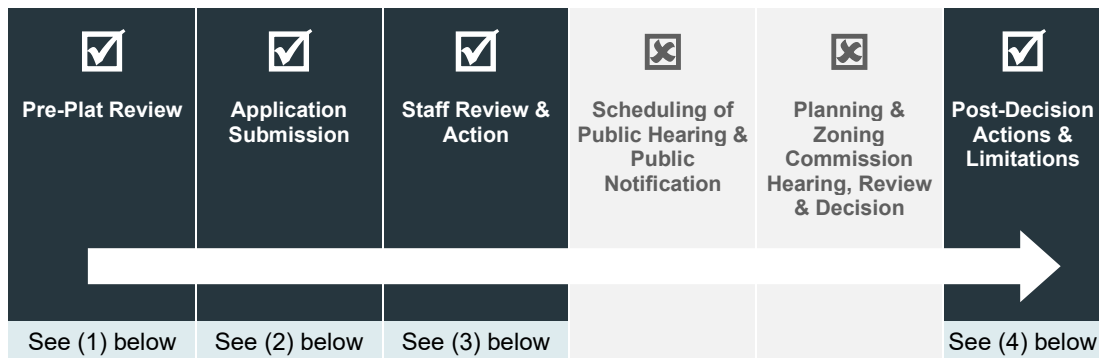 Pre-Plat Review
Application
Submission
Staff Review &
Action
Scheduling of
Public Hearing &
Public
Notification
Planning &
Zoning
Commission
Hearing, Review
& Decision
Post-Decision
Actions &
Limitations
See (1) below
See (2) below
See (3) below
See (4) below